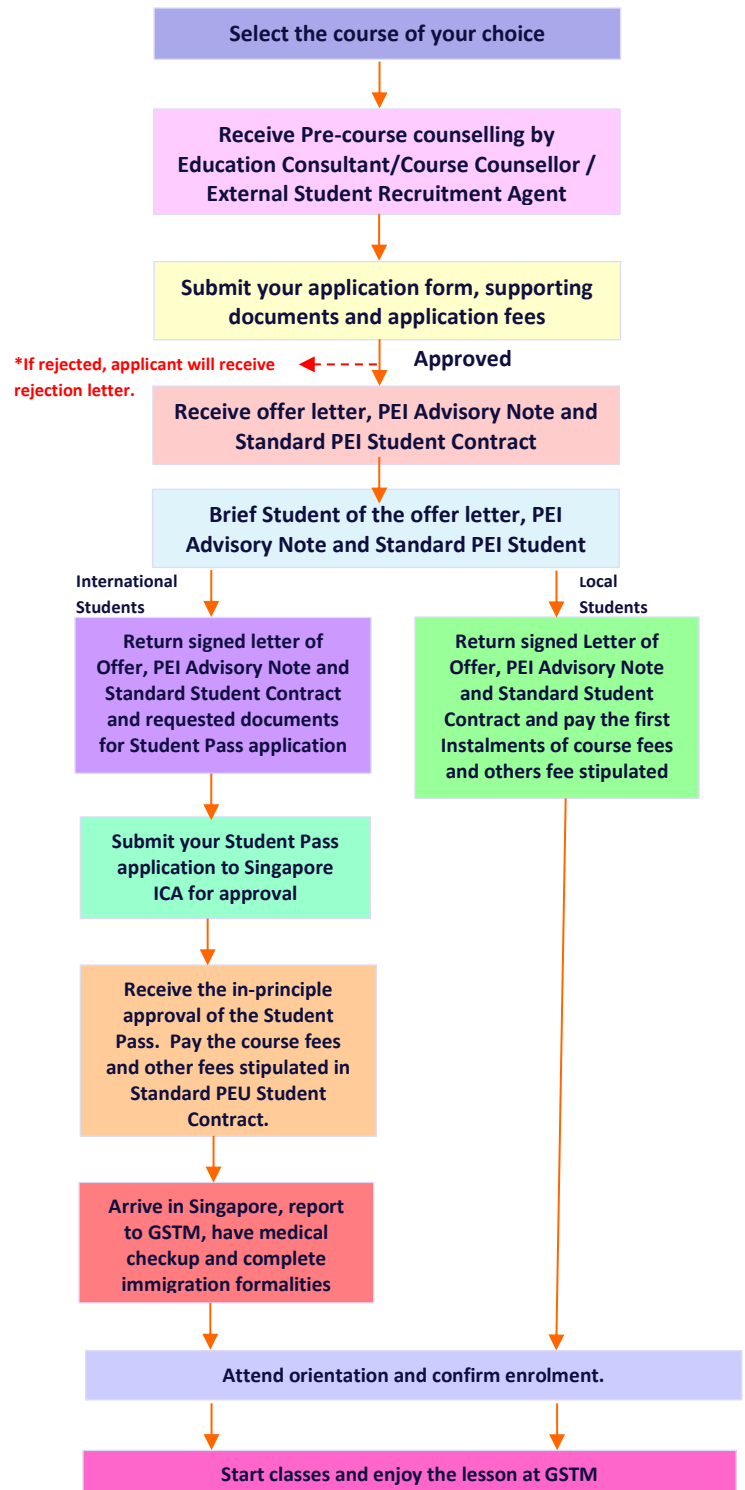 Select the course of your choice
Receive Pre-course counselling by
Education Consultant/Course Counsellor /
External Student Recruitment Agent
Submit your application form, supporting
documents and application fees
*If rejected, applicant will receive
rejection letter.
Approved
Receive offer letter, PEI Advisory Note and
Standard PEI Student Contract
Brief Student of the offer letter, PEI
Advisory Note and Standard PEI Student
International
Students
Local
Students
Return signed letter of
Offer, PEI Advisory Note and
Standard Student Contract
and requested documents
for Student Pass application
Return signed Letter of
Offer, PEI Advisory Note
and Standard Student
Contract and pay the first
Instalments of course fees
and others fee stipulated
Submit your Student Pass
application to Singapore
ICA for approval
Receive the in-principle
approval of the Student
Pass. Pay the course fees
and other fees stipulated in
Standard PEU Student
Contract.
Arrive in Singapore, report
to GSTM, have medical
checkup and complete
immigration formalities
Attend orientation and confirm enrolment.
Start classes and enjoy the lesson at GSTM